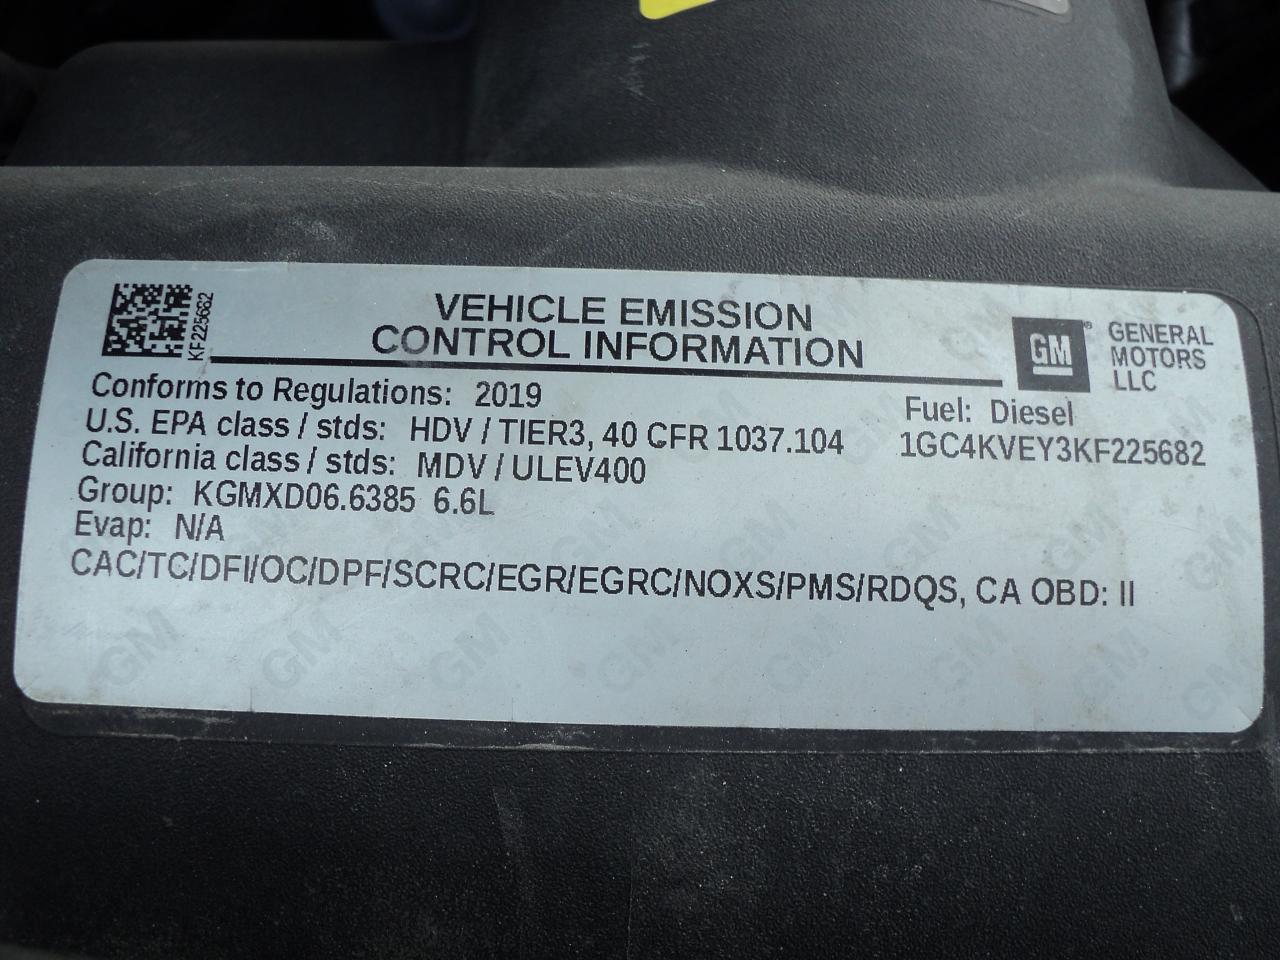 KF225682
VEHICLE EMISSION
CONTROL INFORMATION
GM®
GENERAL
MOTORS
LLC
Conforms to Regulations: 2019
Fuel: Diesel
U.S. EPA class / stds: HDV / TIER3, 40 CFR 1037.104
1GC4KVEY3KF225682
California class / stds: MDV / ULEV400
Group: KGMXD06.6385 6.6L
Evap: N/A
CAC/TC/DFI/OC/DPF/SCRC/EGR/EGRC/NOXS/PMS/RDQS, CA OBD: II